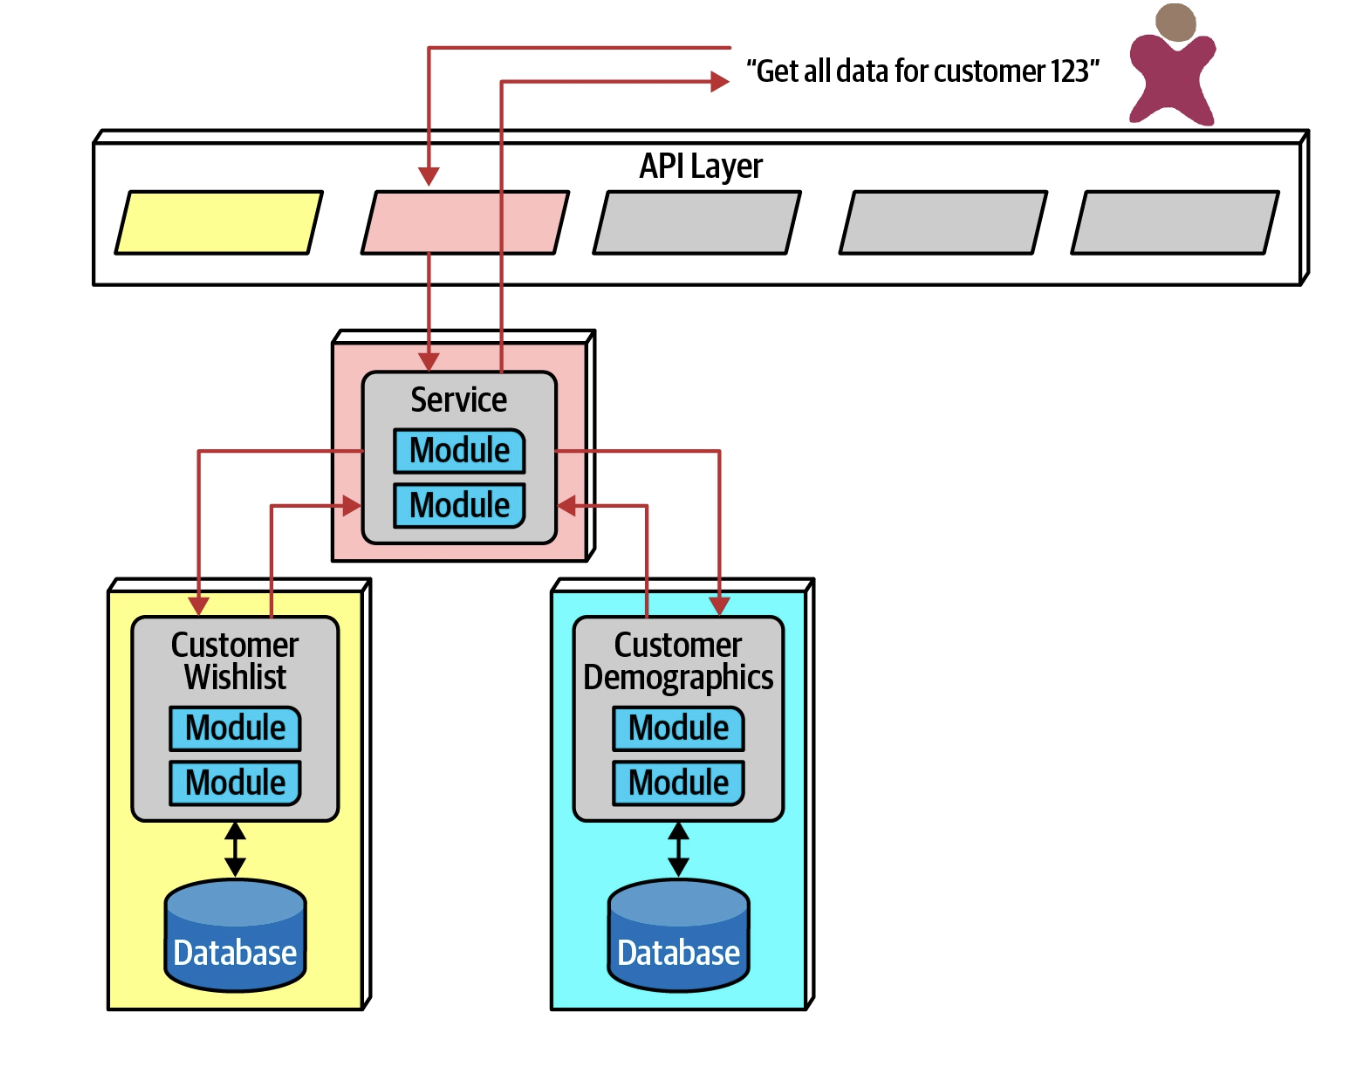 “Get all data for customer 123”
API Layer
Service
Module
Module
Customer
Wishlist
Module
Module
Database
Customer
Demographics
Module
Module
Database